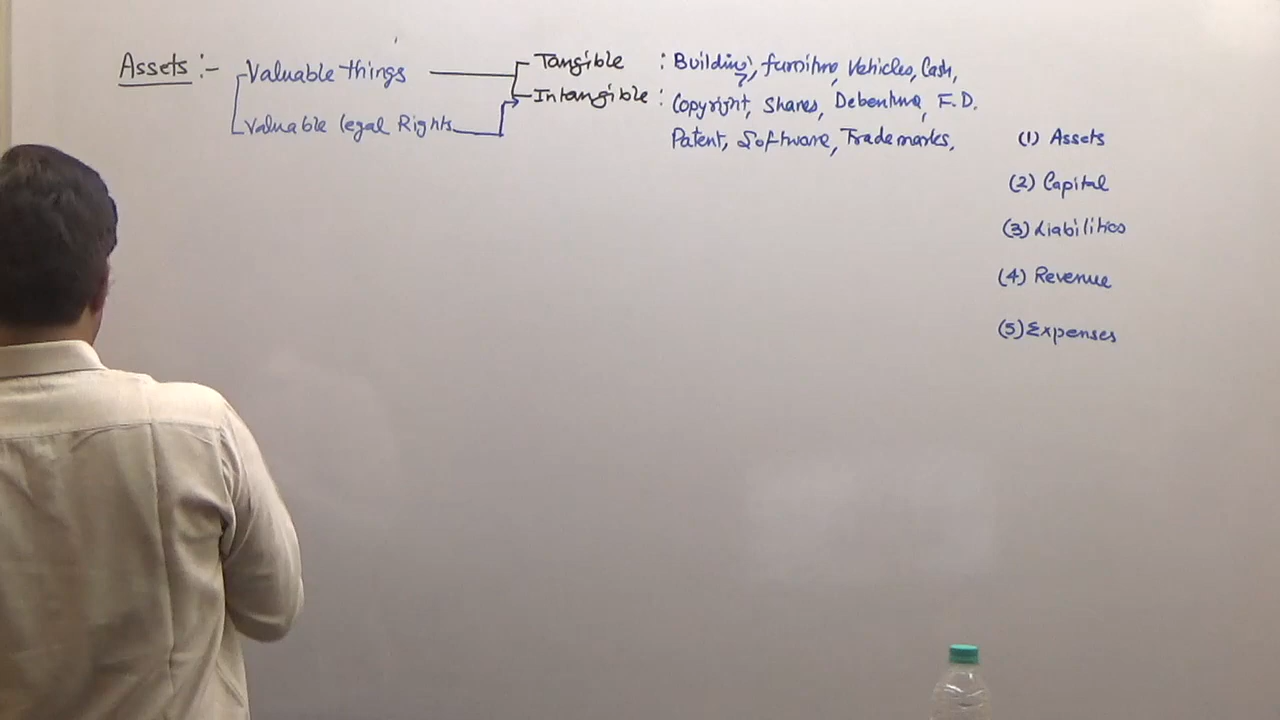 Assets :- Valuable things Tangible : Building, furniture, Vehicles, Cash,
Intangible : Copyright, Shares, Debenture, F.D.
Valuable legal Rights Patent, Software, Trademarks,
(1) Assets
(2) Capital
(3) Liabilities
(4) Revenue
(5) Expenses